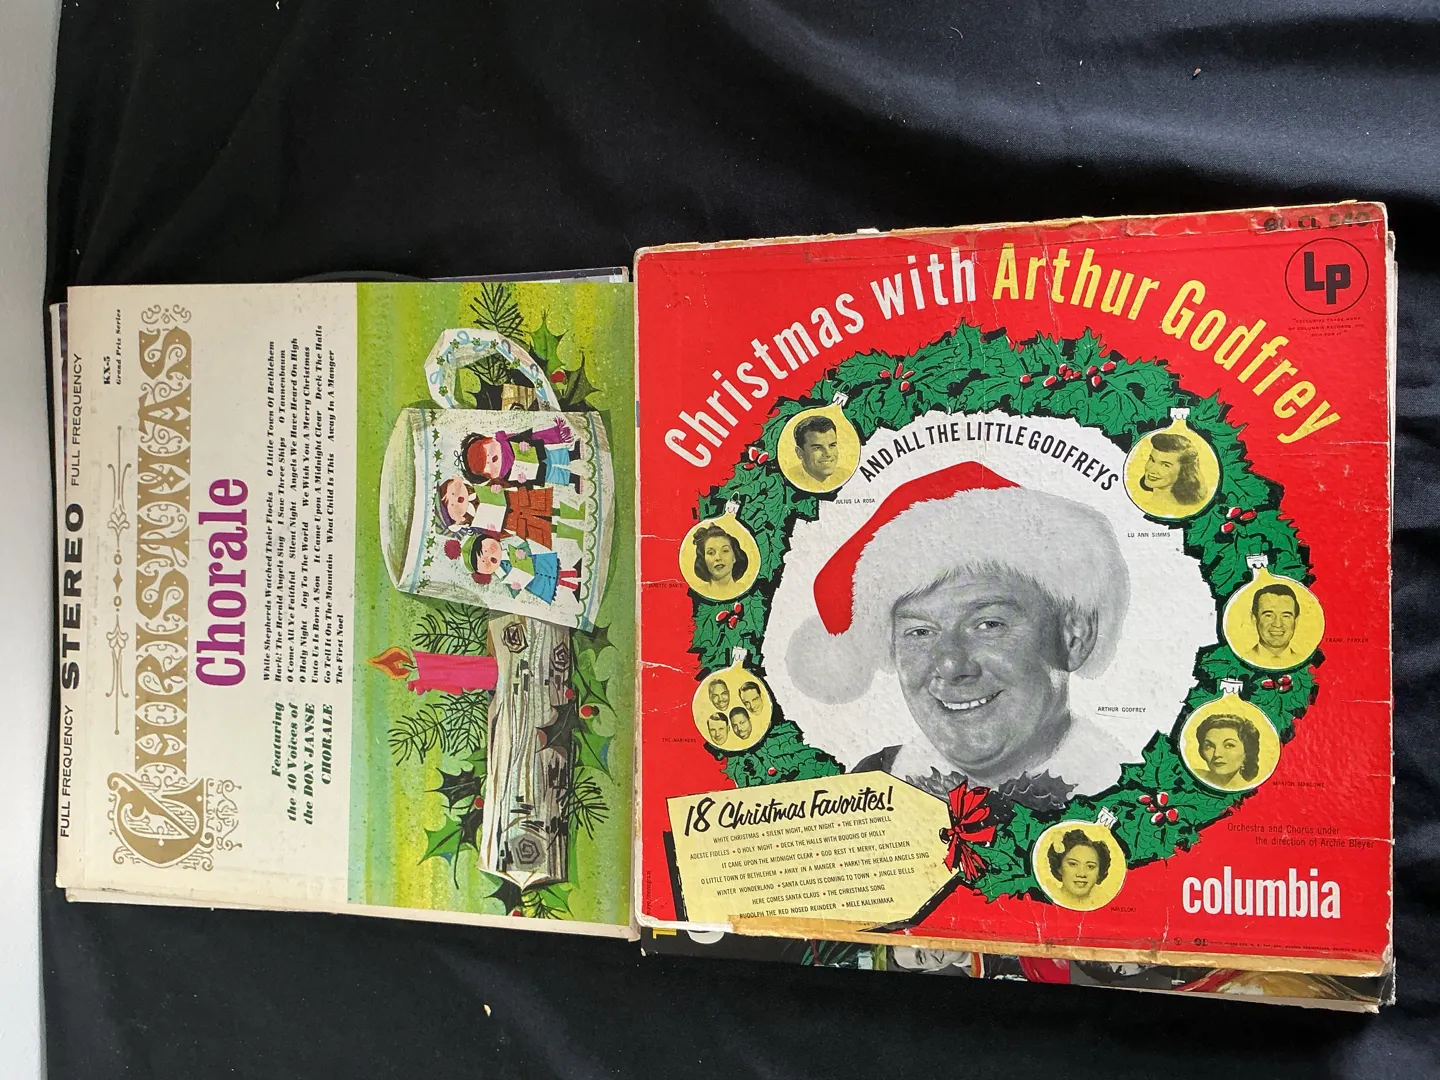 FULL FREQUENCY STEREO FULL FREQUENCY
KX-5
Grand Prix Series
CHRISTMAS
Chorale
Featuring
the 40 Voices of
the DON JANSE
CHORALE
While Shepherds Watched Their Flocks O Little Town Of Bethlehem
Hark! The Herald Angels Sing I Saw Three Ships O Tannenbaum
O Come All Ye Faithful Silent Night Angels We Have Heard On High
O Holy Night Joy To The World We Wish You A Merry Christmas
Unto Us Is Born A Son It Came Upon A Midnight Clear Deck The Halls
Go Tell It On The Mountain What Child Is This Away In A Manger
The First Noel
CL 540
Lp
Christmas with Arthur Godfrey
AND ALL THE LITTLE GODFREYS
JULIUS LA ROSA
LU ANN SIMMS
JANETTE DAVIS
FRANK PARKER
THE MARINERS
ARTHUR GODFREY
MARION MARLOWE
HALELOKE
18 Christmas Favorites!
WHITE CHRISTMAS • SILENT NIGHT, HOLY NIGHT • THE FIRST NOWELL
ADESTE FIDELES • O HOLY NIGHT • DECK THE HALLS WITH BOUGHS OF HOLLY
IT CAME UPON THE MIDNIGHT CLEAR • GOD REST YE MERRY, GENTLEMEN
O LITTLE TOWN OF BETHLEHEM • AWAY IN A MANGER • HARK! THE HERALD ANGELS SING
WINTER WONDERLAND • SANTA CLAUS IS COMING TO TOWN • JINGLE BELLS
HERE COMES SANTA CLAUS • THE CHRISTMAS SONG
RUDOLPH THE RED NOSED REINDEER • MELE KALIKIMAKA
Orchestra and Chorus under
the direction of Archie Bleyer
columbia